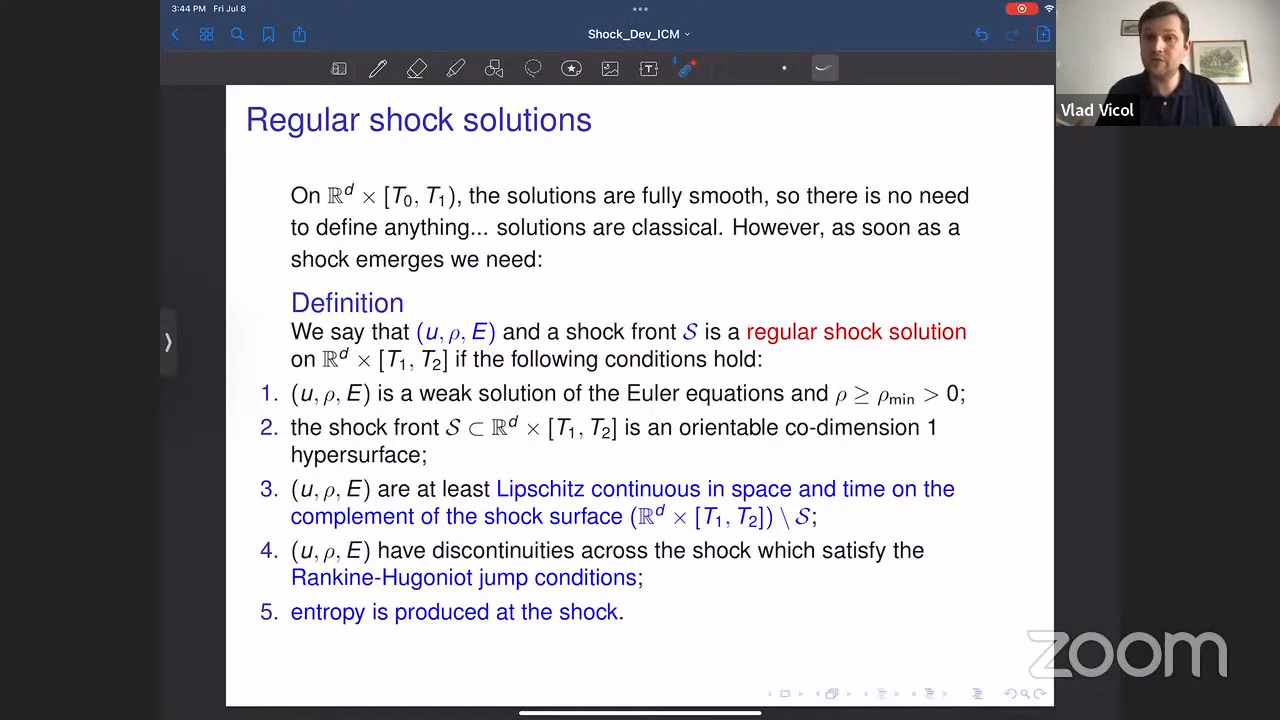 3:44 PM Fri Jul 8
Shock_Dev_ICM
Vlad Vicol
Regular shock solutions
On ℝᵈ × [T₀, T₁), the solutions are fully smooth, so there is no need
to define anything... solutions are classical. However, as soon as a
shock emerges we need:
Definition
We say that (u, ρ, E) and a shock front 𝒮 is a regular shock solution
on ℝᵈ × [T₁, T₂] if the following conditions hold:
1. (u, ρ, E) is a weak solution of the Euler equations and ρ ≥ ρmin > 0;
2. the shock front 𝒮 ⊂ ℝᵈ × [T₁, T₂] is an orientable co-dimension 1
hypersurface;
3. (u, ρ, E) are at least Lipschitz continuous in space and time on the
complement of the shock surface (ℝᵈ × [T₁, T₂]) \ 𝒮;
4. (u, ρ, E) have discontinuities across the shock which satisfy the
Rankine-Hugoniot jump conditions;
5. entropy is produced at the shock.
zoom